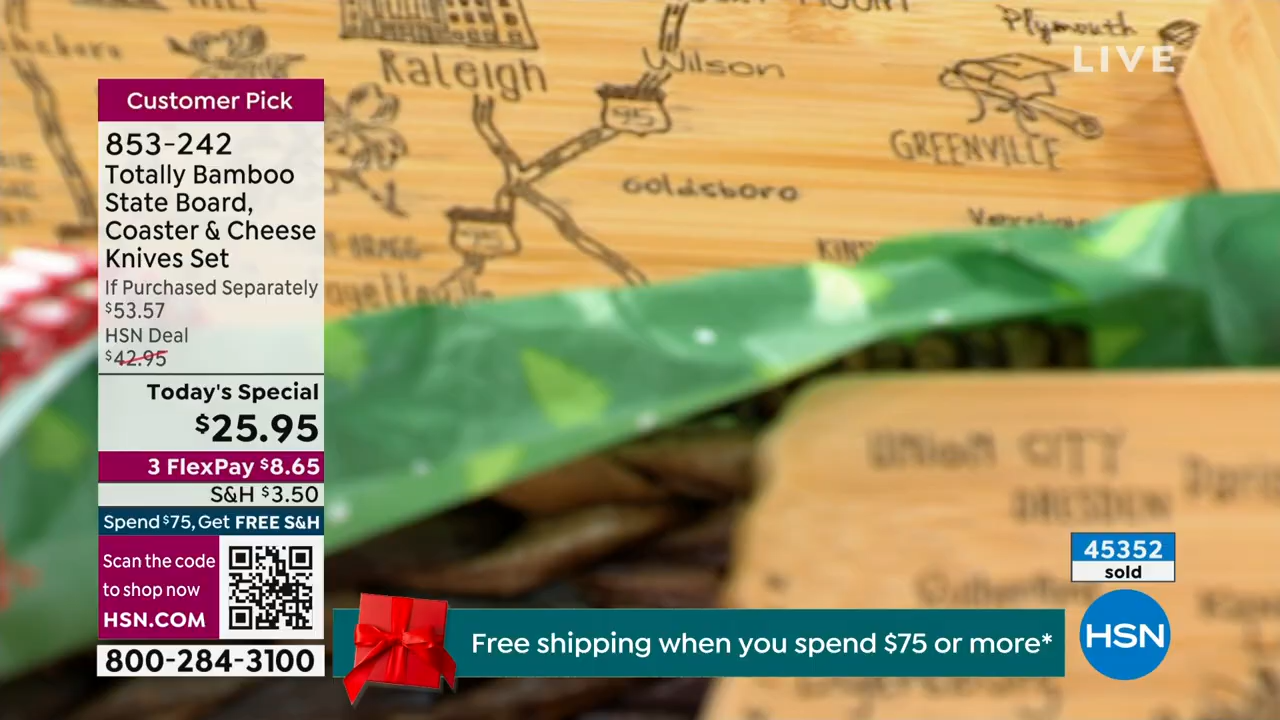 Customer Pick
853-242
Totally Bamboo
State Board,
Coaster & Cheese
Knives Set
If Purchased Separately
$53.57
HSN Deal
$42.95
Today's Special
$25.95
3 FlexPay $8.65
S&H $3.50
Spend $75, Get FREE S&H
Scan the code
to shop now
HSN.COM
800-284-3100
MOUNT
Plymouth
LIVE
Raleigh
Wilson
95
GREENVILLE
Goldsboro
95
UNION CITY
DRESDEN
45352
sold
Free shipping when you spend $75 or more*
HSN